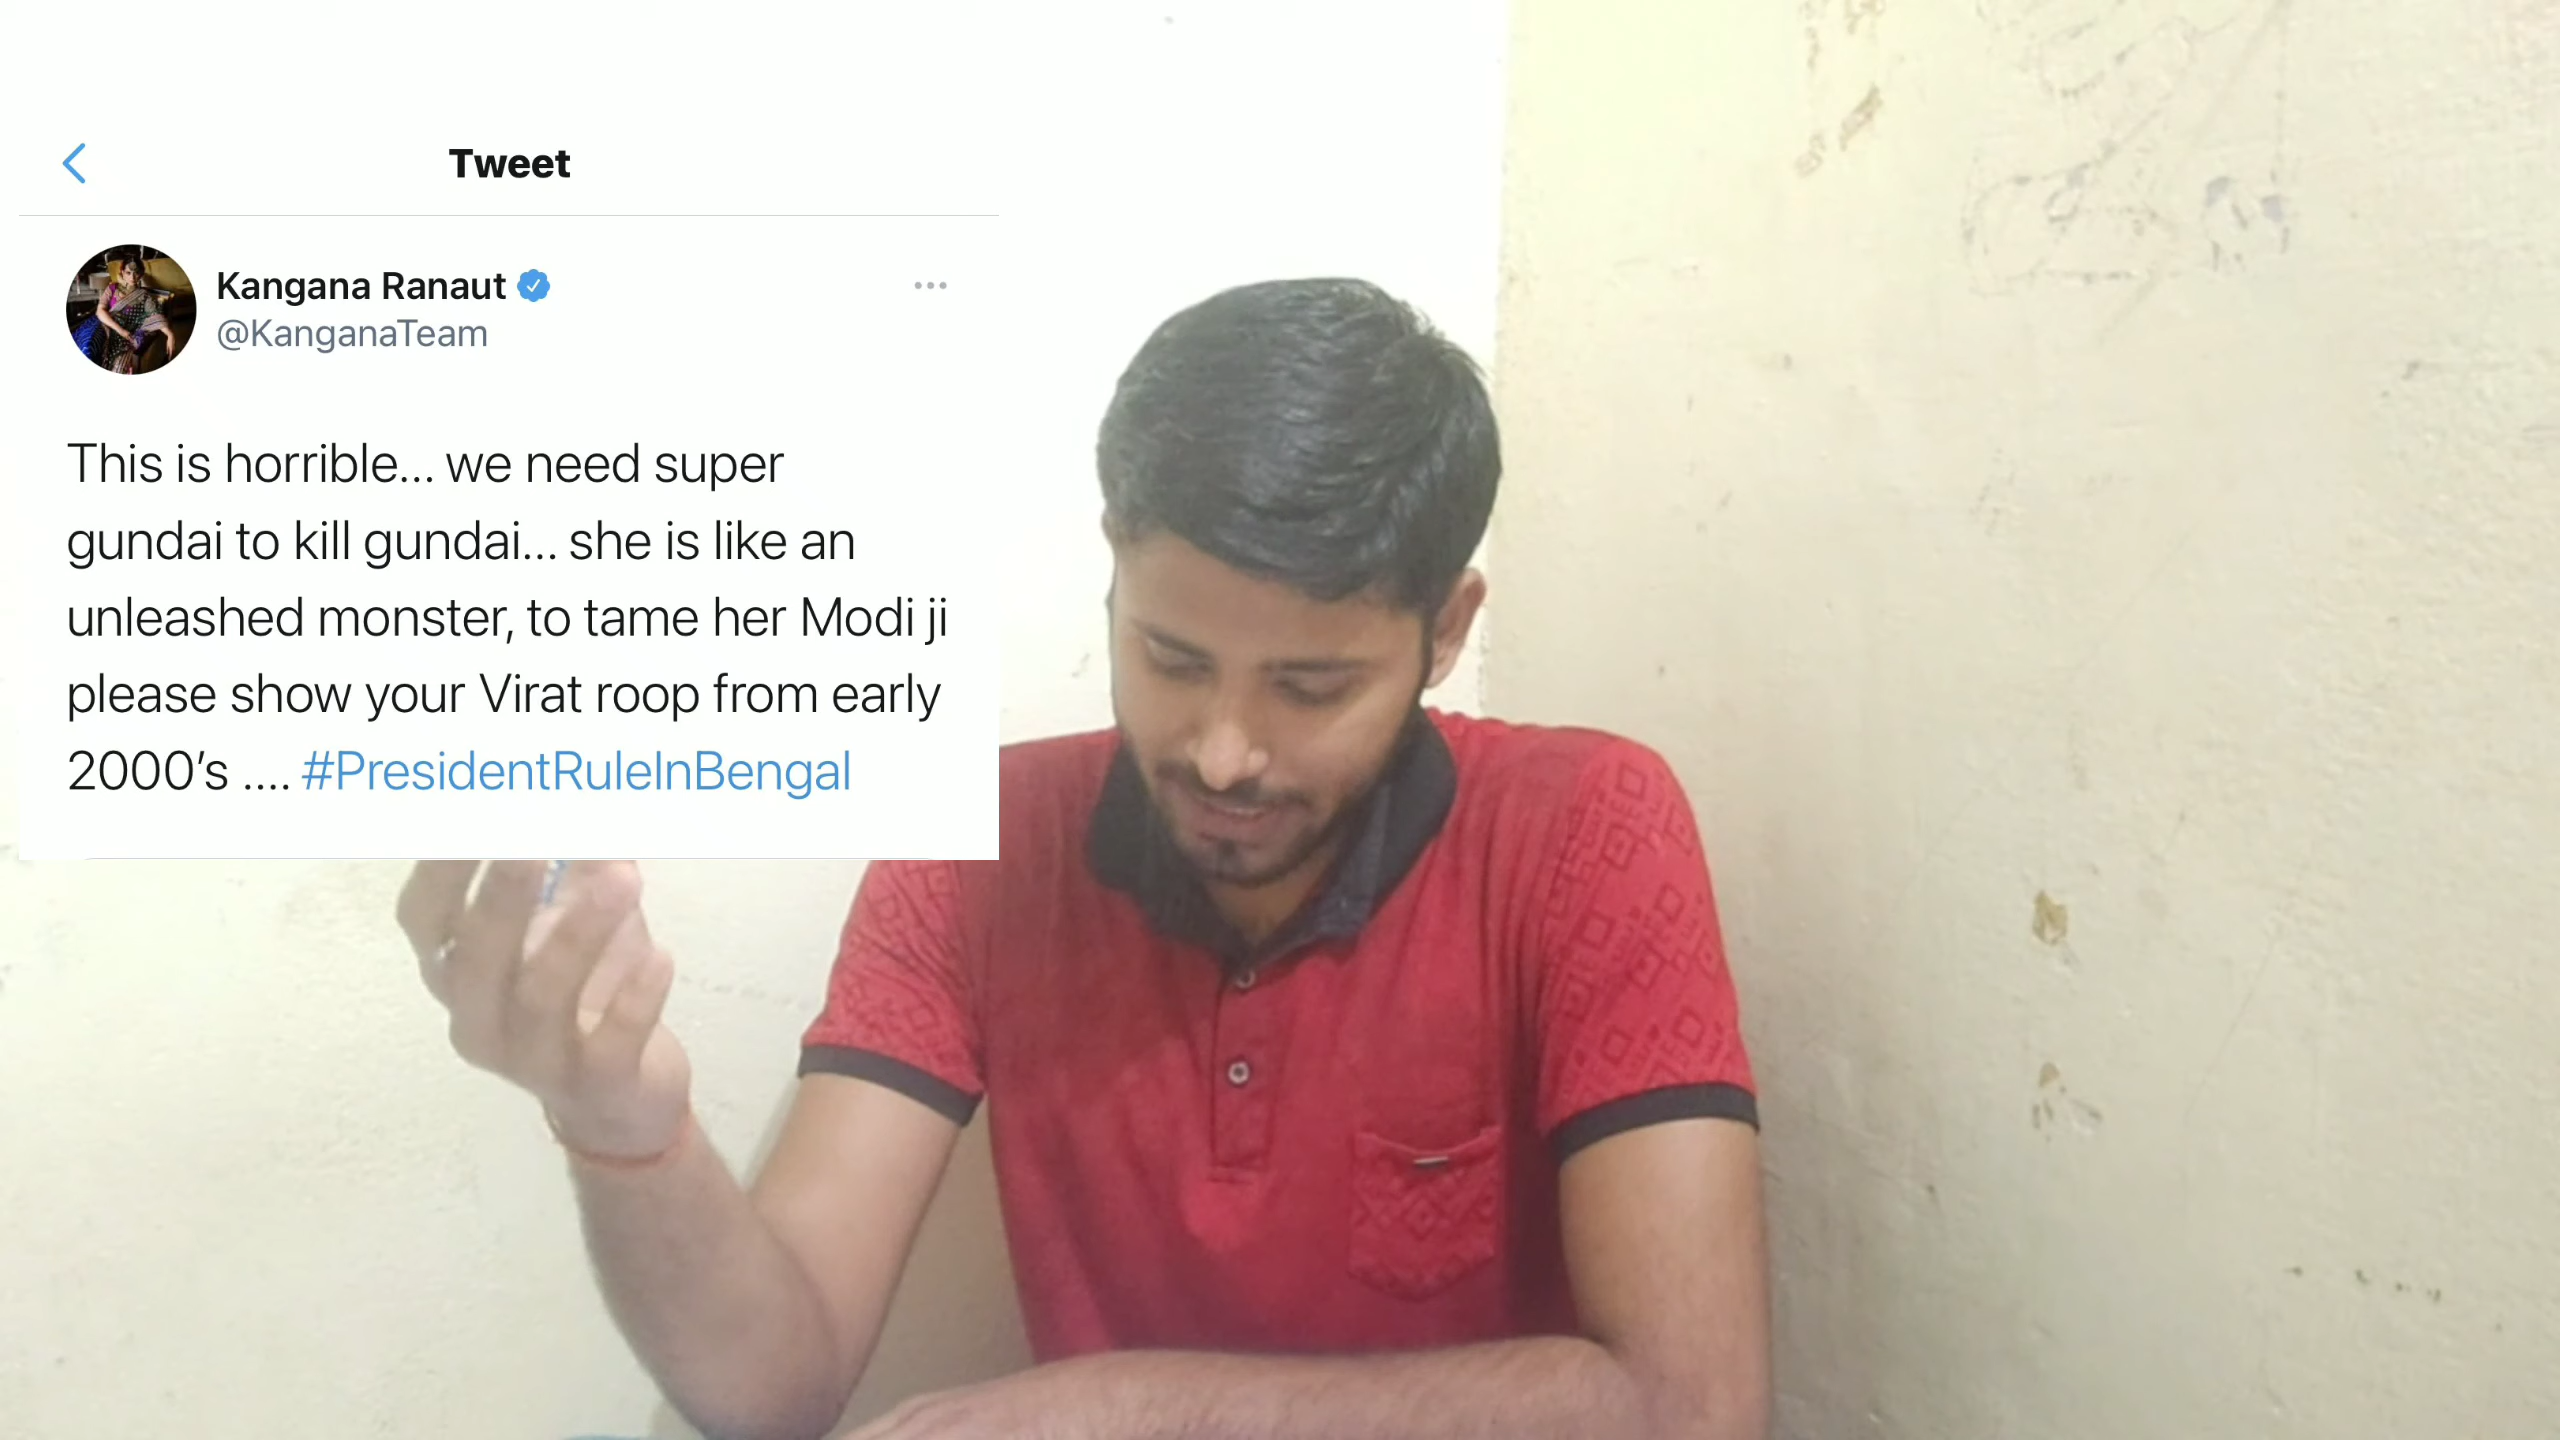 Tweet
Kangana Ranaut
@KanganaTeam
This is horrible... we need super
gundai to kill gundai... she is like an
unleashed monster, to tame her Modi ji
please show your Virat roop from early
2000's .... #PresidentRuleInBengal